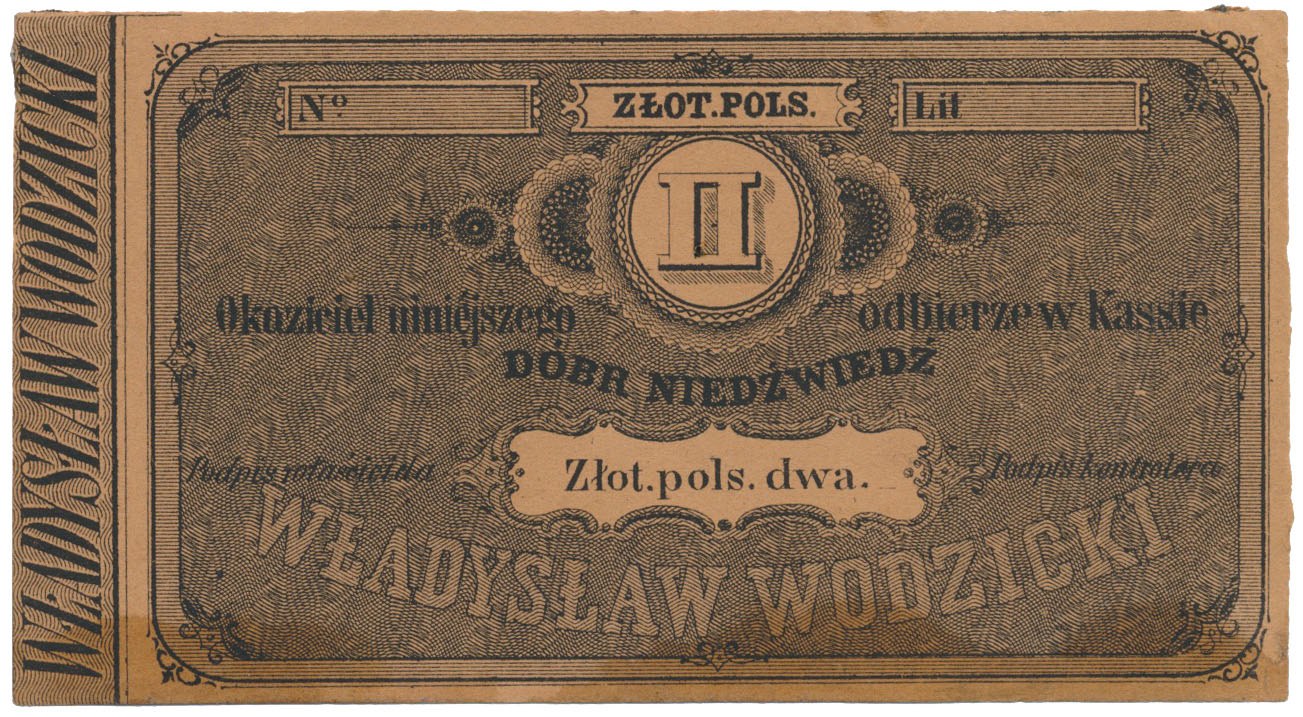 WŁADYSŁAW WODZICKI
No. ZŁOT.POLS. Lit
II
Okaziciel niniéjszego odbierze w Kassie
DÓBR NIEDŹWIEDŹ
Podpis właściciela Złot.pols. dwa. Podpis kontrolera
WŁADYSŁAW WODZICKI